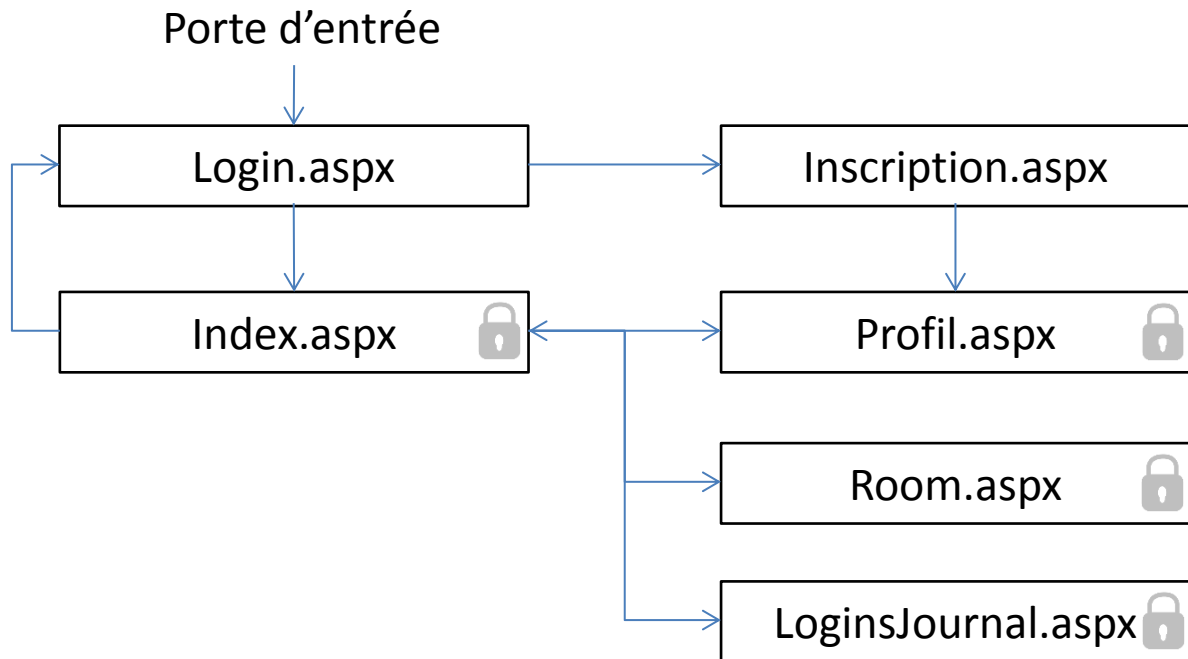 Porte d’entrée
Login.aspx
Inscription.aspx
Index.aspx
Profil.aspx
Room.aspx
LoginsJournal.aspx